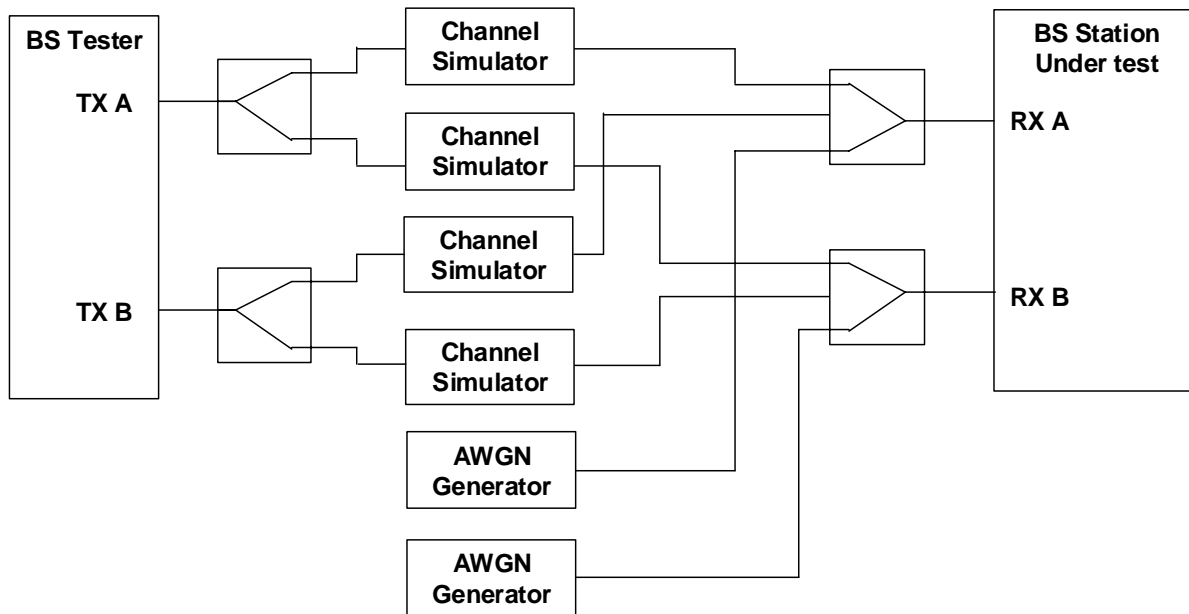 BS Tester
TX A
TX B
Channel
Simulator
Channel
Simulator
Channel
Simulator
Channel
Simulator
AWGN
Generator
AWGN
Generator
BS Station
Under test
RX A
RX B